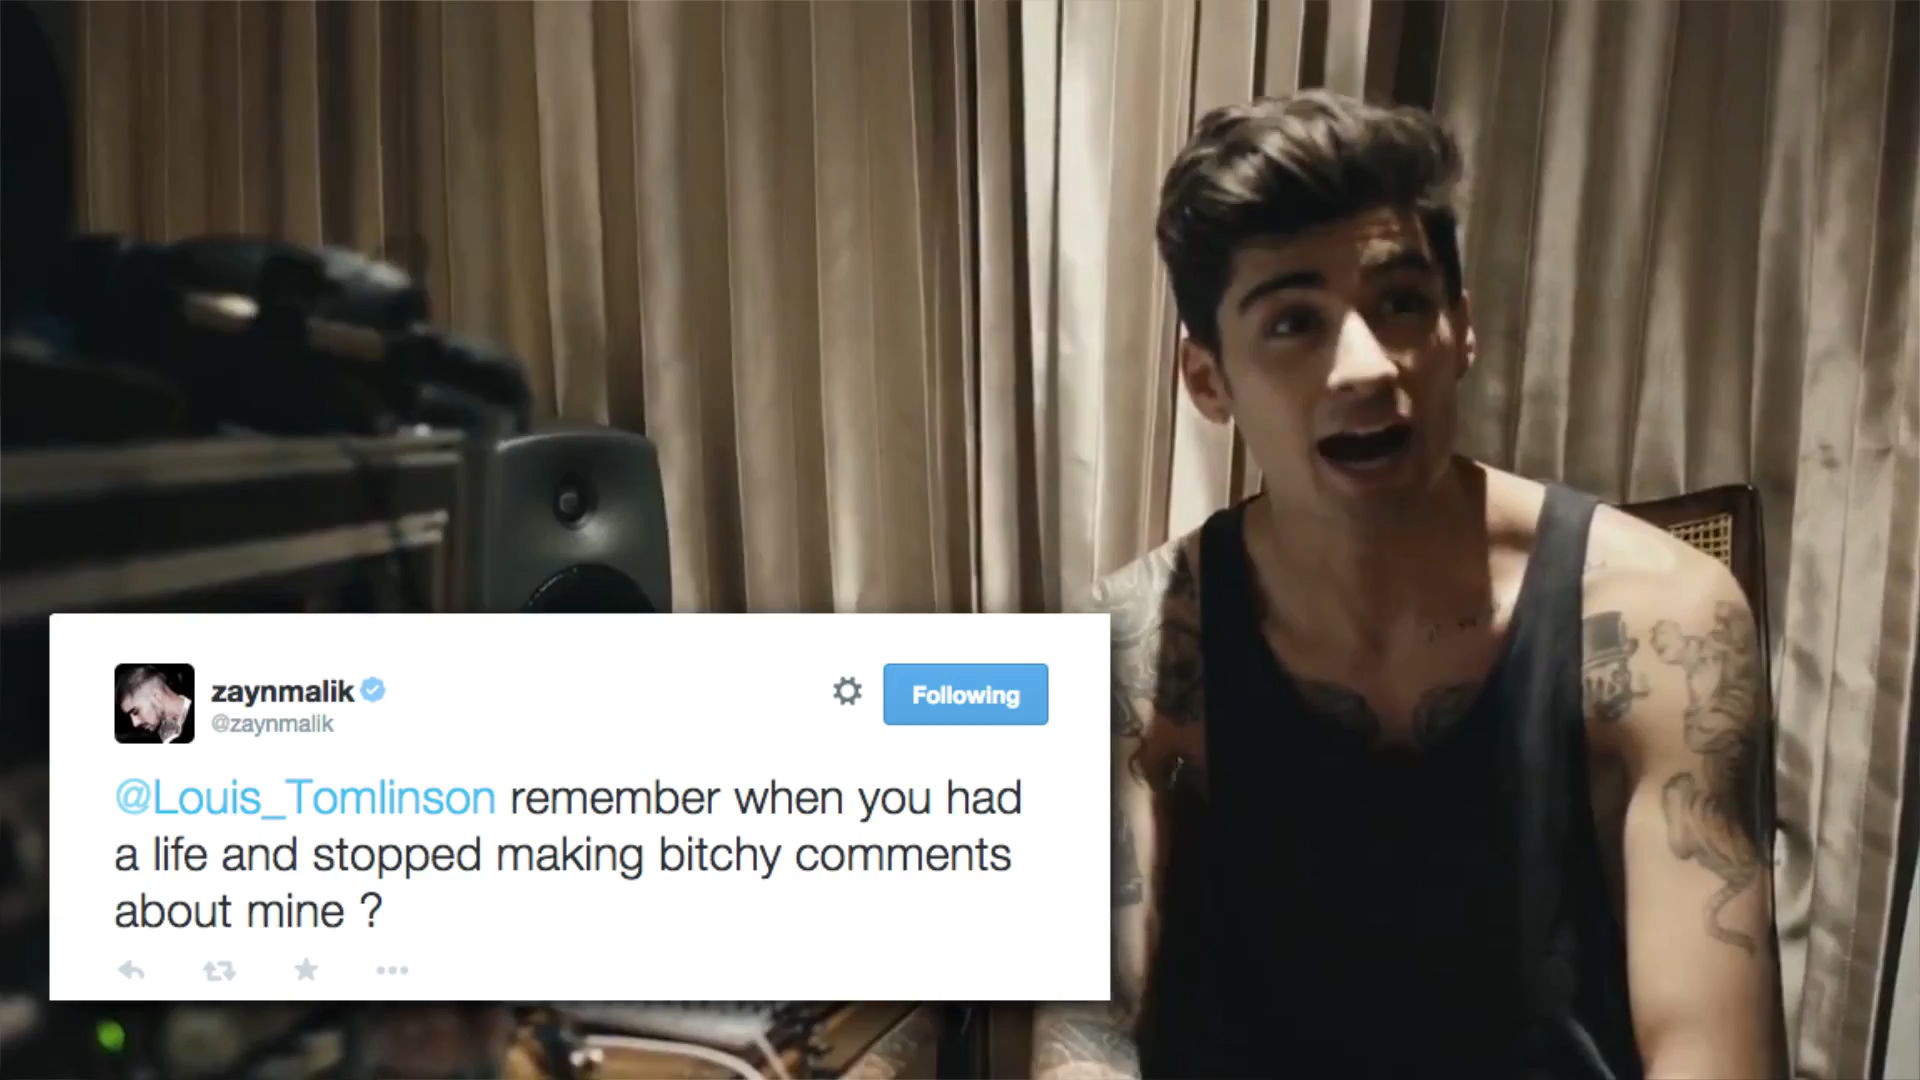 zaynmalik
@zaynmalik
Following
@Louis_Tomlinson remember when you had
a life and stopped making bitchy comments
about mine ?